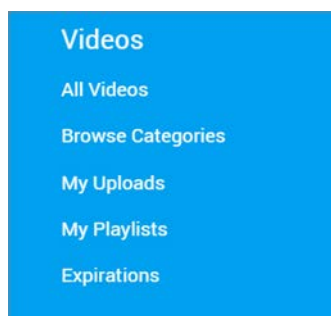 Videos
All Videos
Browse Categories
My Uploads
My Playlists
Expirations